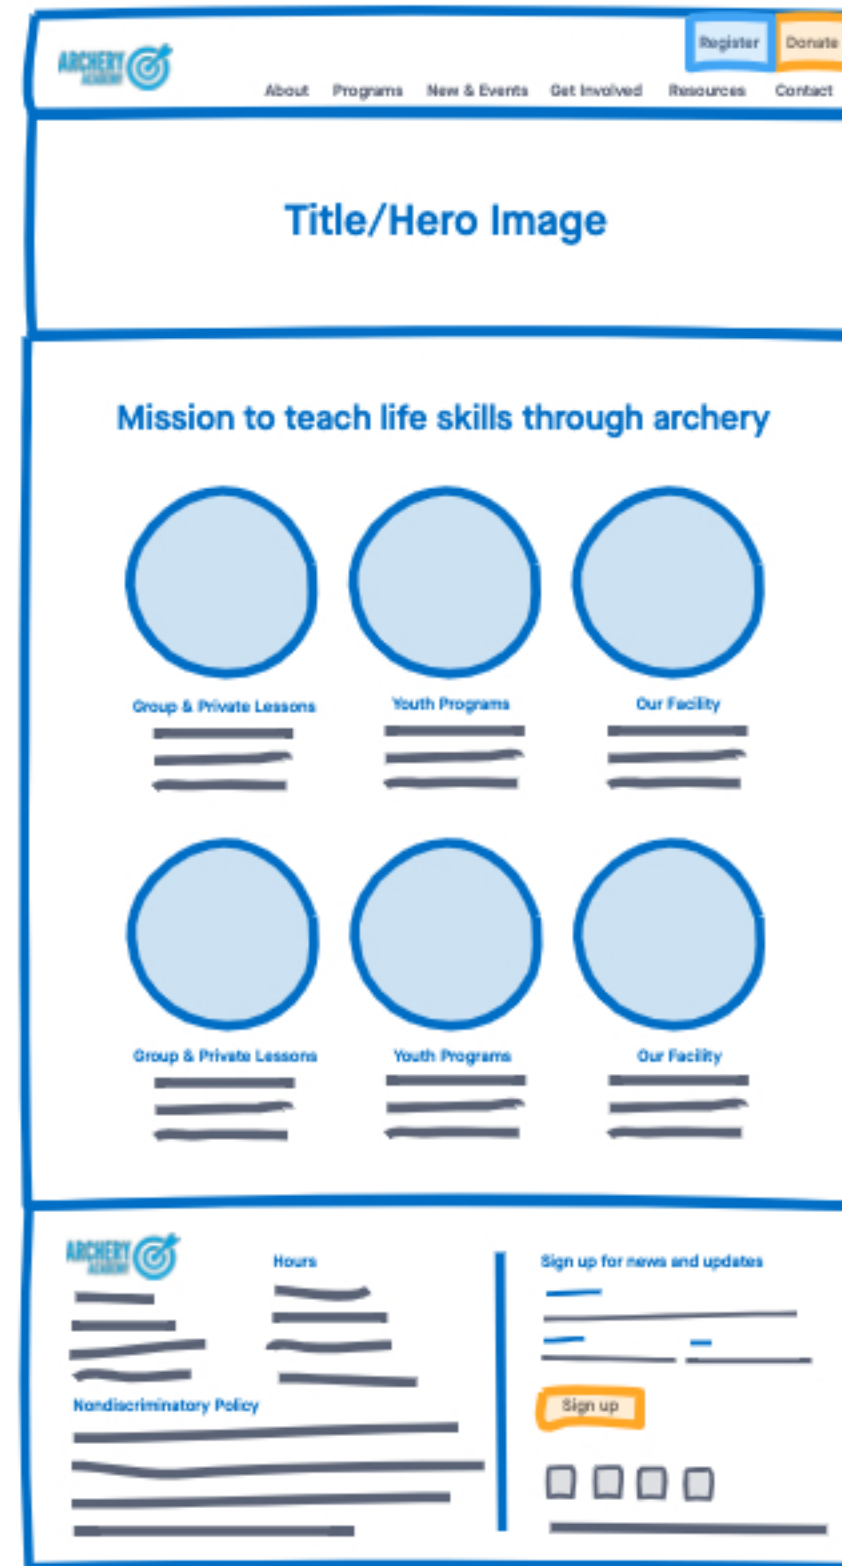 ARCHERY
ACADEMY
Register Donate
About Programs New & Events Get Involved Resources Contact
Title/Hero Image
Mission to teach life skills through archery
Group & Private Lessons Youth Programs Our Facility
Group & Private Lessons Youth Programs Our Facility
ARCHERY
ACADEMY
Hours
Nondiscriminatory Policy
Sign up for news and updates
Sign up